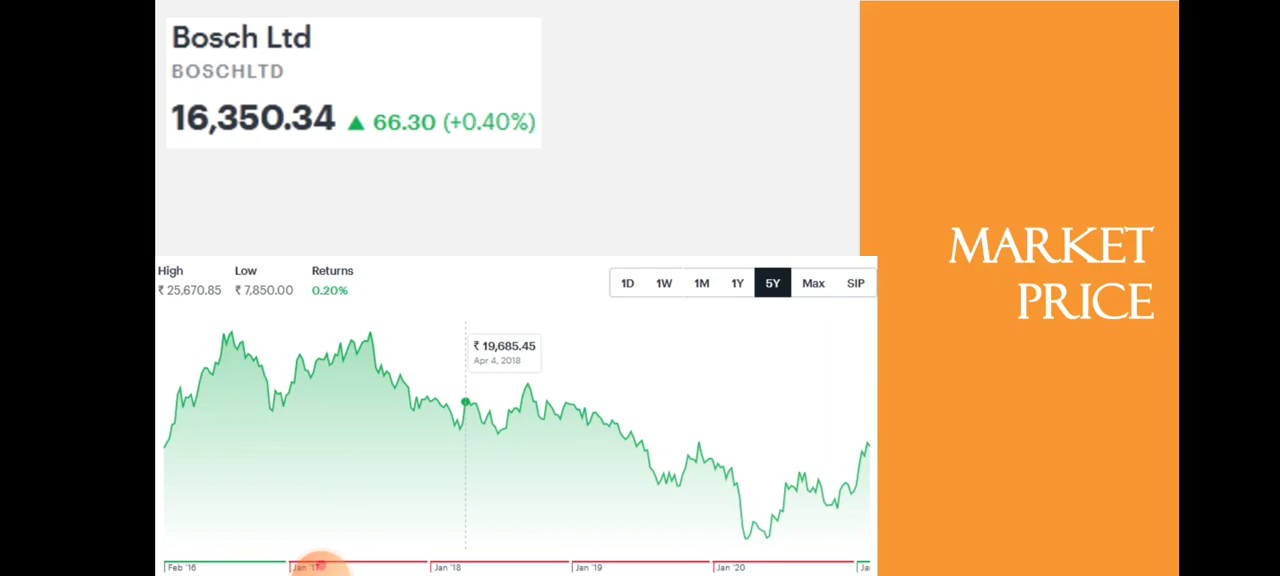 Bosch Ltd
BOSCHLTD
16,350.34 ▲ 66.30 (+0.40%)
MARKET
PRICE
High Low Returns
₹ 25,670.85 ₹ 7,850.00 0.20%
1D 1W 1M 1Y 5Y Max SIP
₹ 19,685.45
Apr 4, 2018
Feb '16 Jan '17 Jan '18 Jan '19 Jan '20